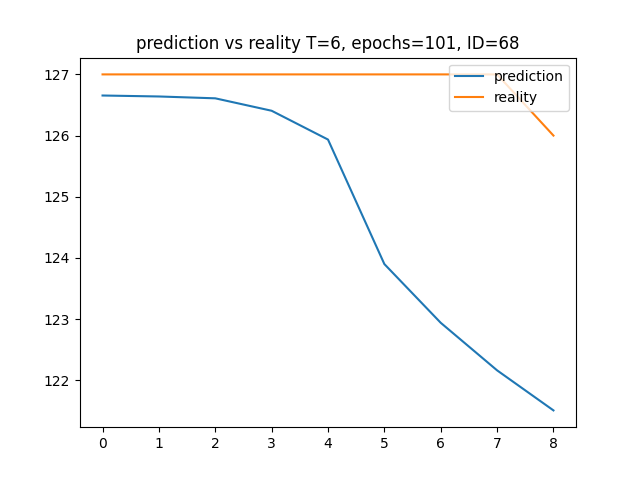 prediction vs reality T=6, epochs=101, ID=68
127
126
125
124
123
122
prediction
reality
0 1 2 3 4 5 6 7 8